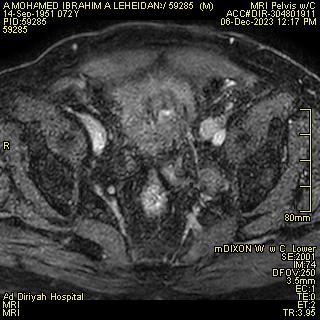 A MOHAMED IBRAHIM A LEHEIDAN:/ 59285 (M)
14-Sep-1951 072Y
PID:59285
59285
MRI Pelvis w/C
ACC#DIR-304801911
06-Dec-2023 12:17 PM
R
80mm
mDIXON W w C Lower
SE:2001
IM:74
DFOV:250
3.5mm
EC:1
TE:0
ET:2
TR:3.95
Ad Diriyah Hospital
MRI
MRI